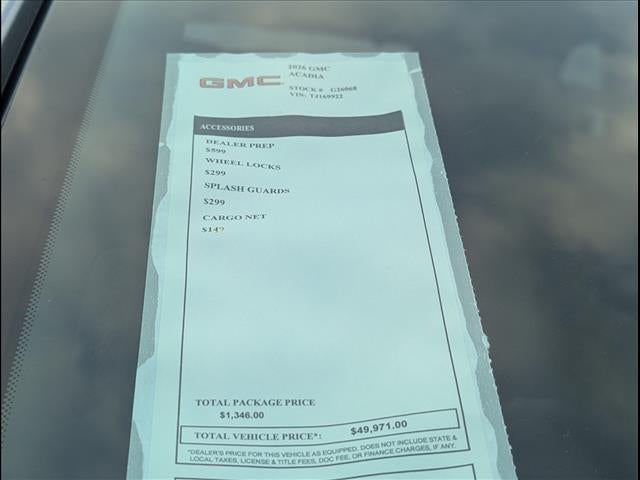 GMC
2026 GMC
ACADIA
STOCK # G26068
VIN: TJ169922
ACCESSORIES
DEALER PREP
$599
WHEEL LOCKS
$299
SPLASH GUARDS
$299
CARGO NET
$149
TOTAL PACKAGE PRICE
$1,346.00
TOTAL VEHICLE PRICE*: $49,971.00
*DEALER'S PRICE FOR THIS VEHICLE AS EQUIPPED. DOES NOT INCLUDE STATE &
LOCAL TAXES, LICENSE & TITLE FEES, DOC FEE, OR FINANCE CHARGES, IF ANY.